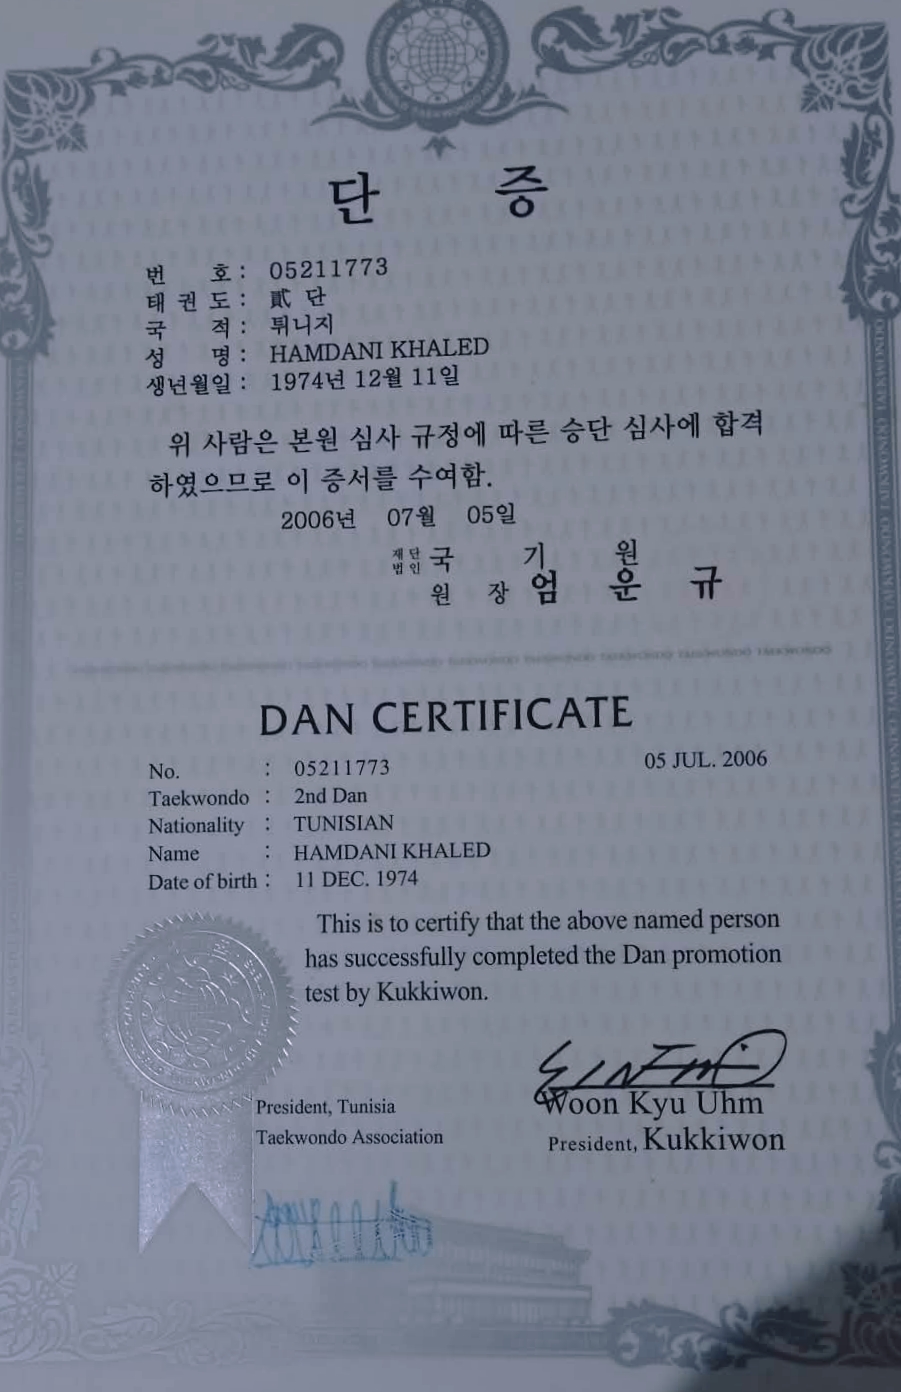 단 증
번 호 : 05211773
태 권 도 : 貳 단
국 적 : 튀니지
성 명 : HAMDANI KHALED
생년월일 : 1974년 12월 11일
위 사람은 본원 심사 규정에 따른 승단 심사에 합격
하였으므로 이 증서를 수여함.
2006년 07월 05일
재단법인 국 기 원
원 장 엄 운 규
DAN CERTIFICATE
No. : 05211773 05 JUL. 2006
Taekwondo : 2nd Dan
Nationality : TUNISIAN
Name : HAMDANI KHALED
Date of birth : 11 DEC. 1974
This is to certify that the above named person
has successfully completed the Dan promotion
test by Kukkiwon.
President, Tunisia
Taekwondo Association
Woon Kyu Uhm
President, Kukkiwon